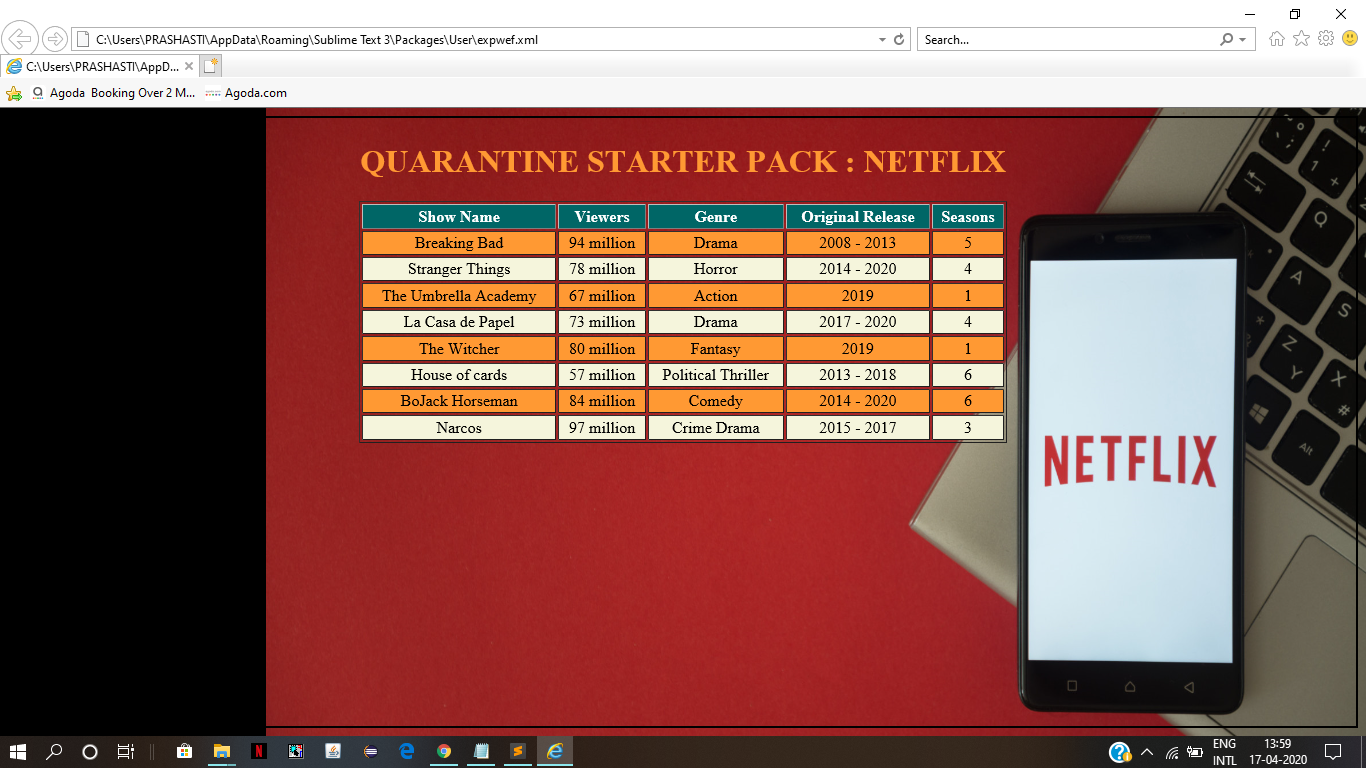 C:\Users\PRASHASTI\AppData\Roaming\Sublime Text 3\Packages\User\expwef.xml
Search...
C:\Users\PRASHASTI\AppD...
Agoda Booking Over 2 M...
Agoda.com
QUARANTINE STARTER PACK : NETFLIX
Show Name Viewers Genre Original Release Seasons
Breaking Bad 94 million Drama 2008 - 2013 5
Stranger Things 78 million Horror 2014 - 2020 4
The Umbrella Academy 67 million Action 2019 1
La Casa de Papel 73 million Drama 2017 - 2020 4
The Witcher 80 million Fantasy 2019 1
House of cards 57 million Political Thriller 2013 - 2018 6
BoJack Horseman 84 million Comedy 2014 - 2020 6
Narcos 97 million Crime Drama 2015 - 2017 3
NETFLIX
Q
A
S
Z
Y
X
#
Alt
ENG
INTL
13:59
17-04-2020